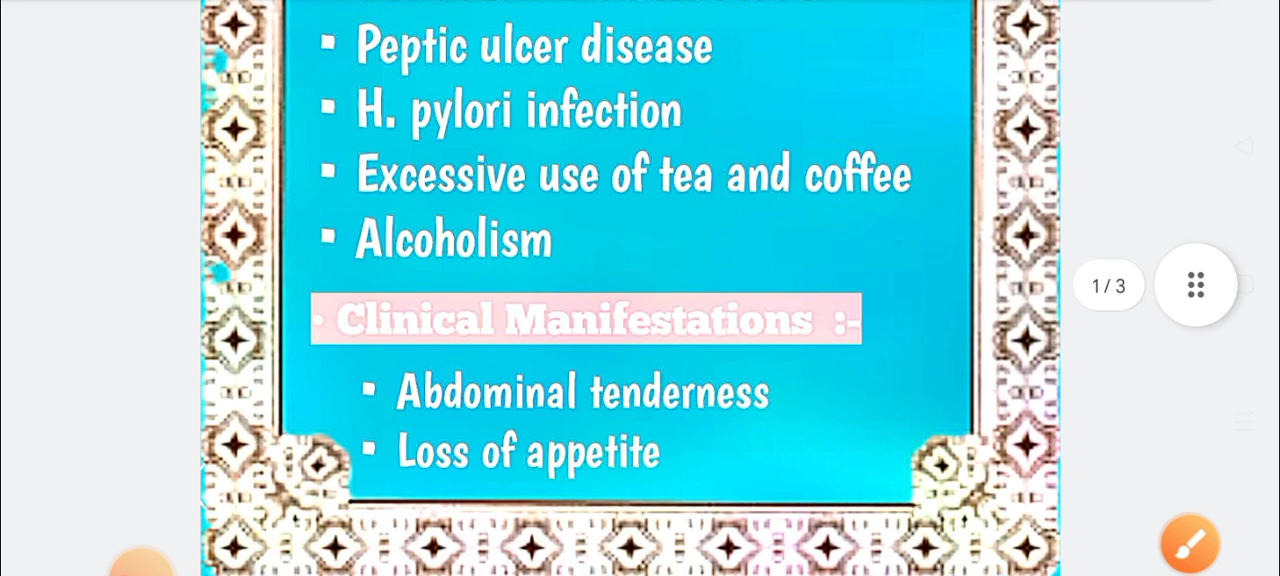 ▪ Peptic ulcer disease
▪ H. pylori infection
▪ Excessive use of tea and coffee
▪ Alcoholism
• Clinical Manifestations :-
▪ Abdominal tenderness
▪ Loss of appetite
1 / 3